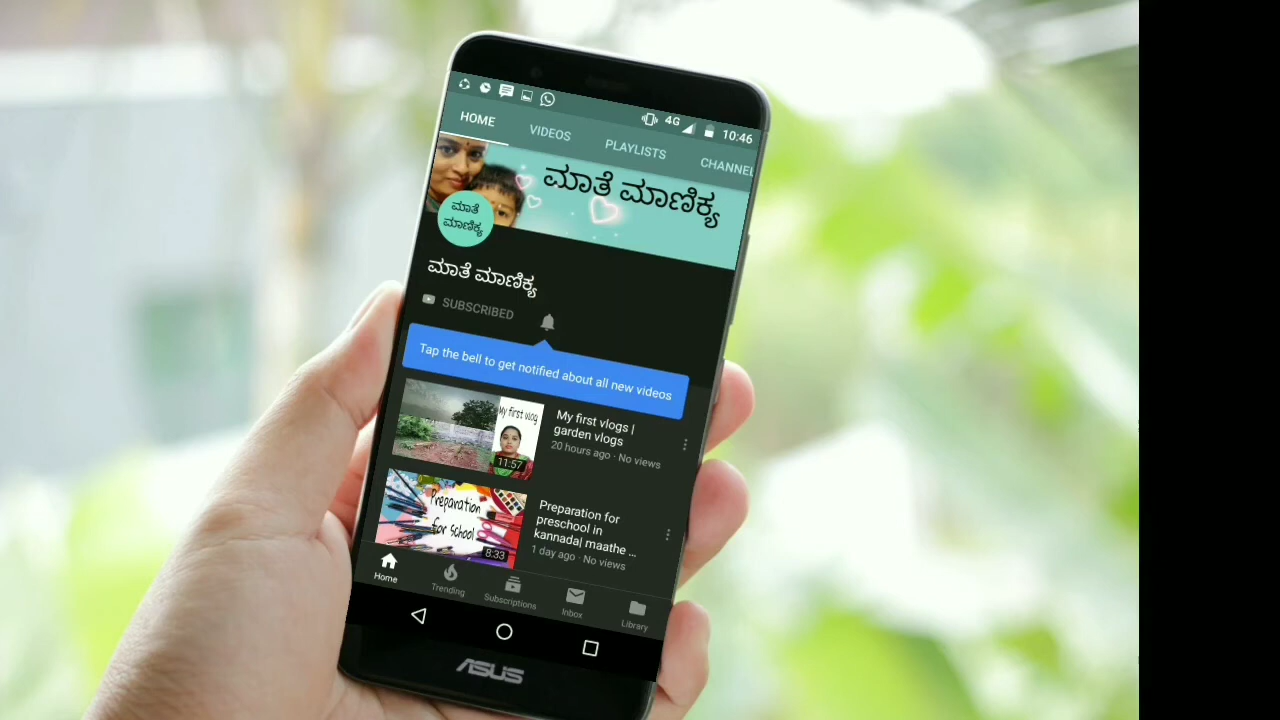 4G
10:46
HOME
VIDEOS
PLAYLISTS
CHANNEL
ಮಾತೆ ಮಾಣಿಕ್ಯ
ಮಾತೆ
ಮಾಣಿಕ್ಯ
ಮಾತೆ ಮಾಣಿಕ್ಯ
SUBSCRIBED
Tap the bell to get notified about all new videos
My first vlog
11:57
My first vlogs |
garden vlogs
20 hours ago · No views
Preparation
for school
8:33
Preparation for
preschool in
kannada| maathe ...
1 day ago · No views
Home
Trending
Subscriptions
Inbox
Library
ASUS